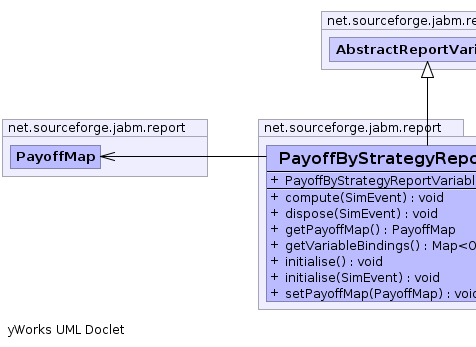 net.sourceforge.jabm.re
AbstractReportVari
net.sourceforge.jabm.report
PayoffMap
net.sourceforge.jabm.report
PayoffByStrategyRepo
+ PayoffByStrategyReportVariabl
+ compute(SimEvent) : void
+ dispose(SimEvent) : void
+ getPayoffMap() : PayoffMap
+ getVariableBindings() : Map<O
+ initialise() : void
+ initialise(SimEvent) : void
+ setPayoffMap(PayoffMap) : void
yWorks UML Doclet